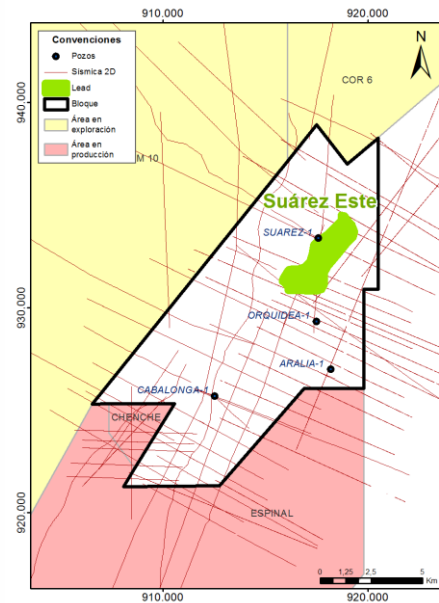 910.000
920.000
Convenciones
Pozos
Sísmica 2D
Lead
Bloque
Área en
exploración
Área en
producción
N
COR 6
940.000
M 10
Suárez Este
SUAREZ-1
930.000
ORQUIDEA-1
ARALIA-1
CABALONGA-1
CHENCHE
920.000
ESPINAL
0 1,25 2,5 5
Km
910.000
920.000